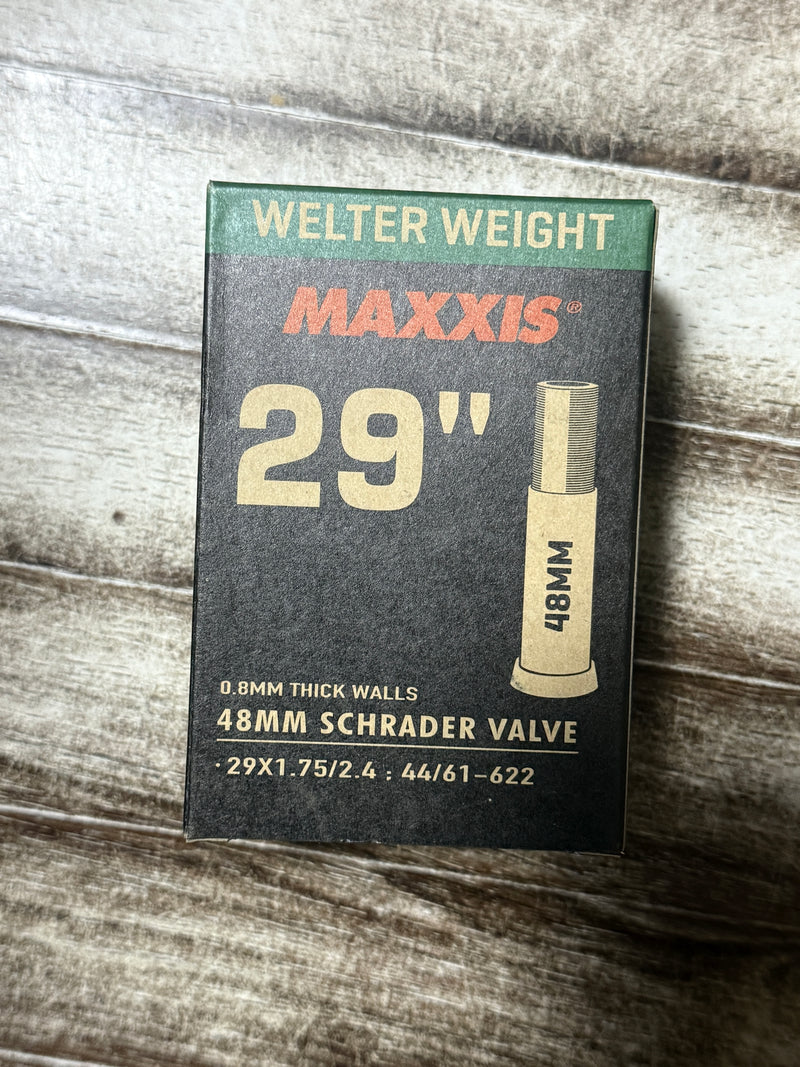 WELTER WEIGHT
MAXXIS®
29"
48MM
0.8MM THICK WALLS
48MM SCHRADER VALVE
·29X1.75/2.4 : 44/61-622